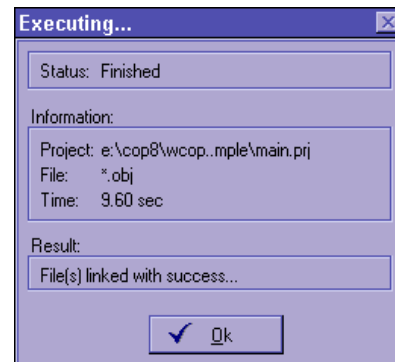 Executing...
Status: Finished
Information:
Project: e:\cop8\wcop..mple\main.prj
File: *.obj
Time: 9.60 sec
Result:
File(s) linked with success...
Ok